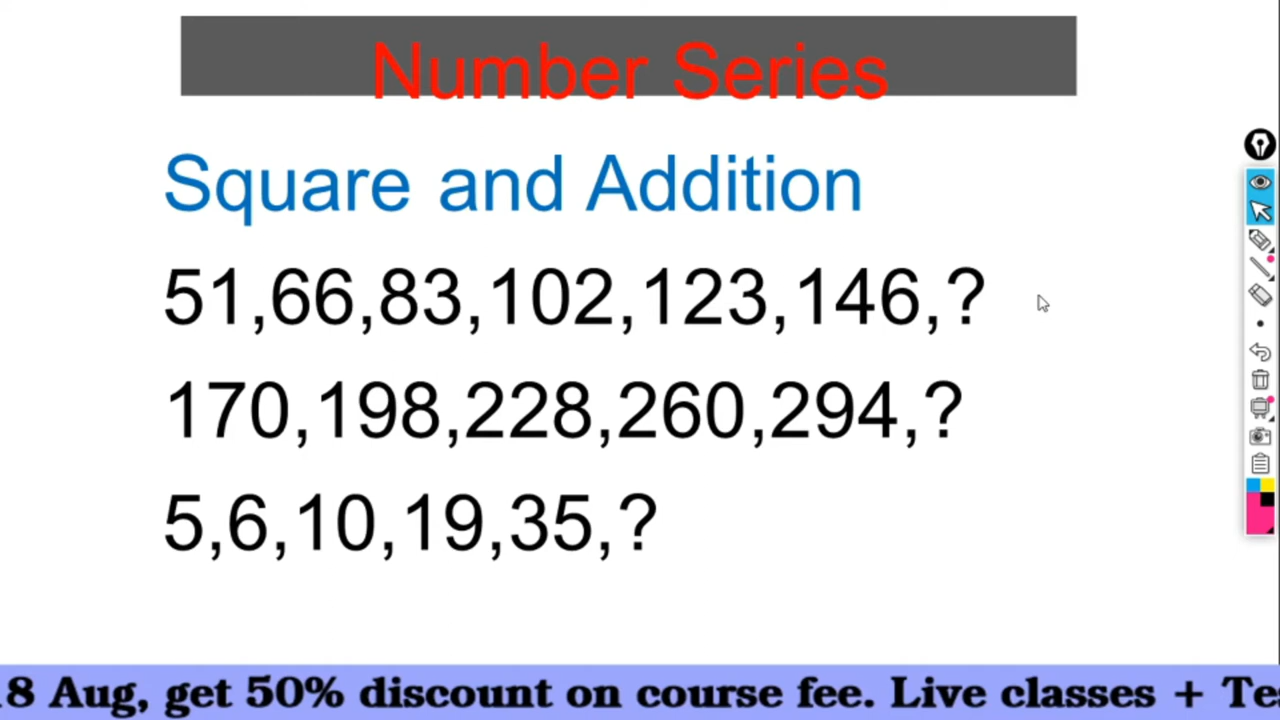 Number Series
Square and Addition
51,66,83,102,123,146,?
170,198,228,260,294,?
5,6,10,19,35,?
8 Aug, get 50% discount on course fee. Live classes + Te